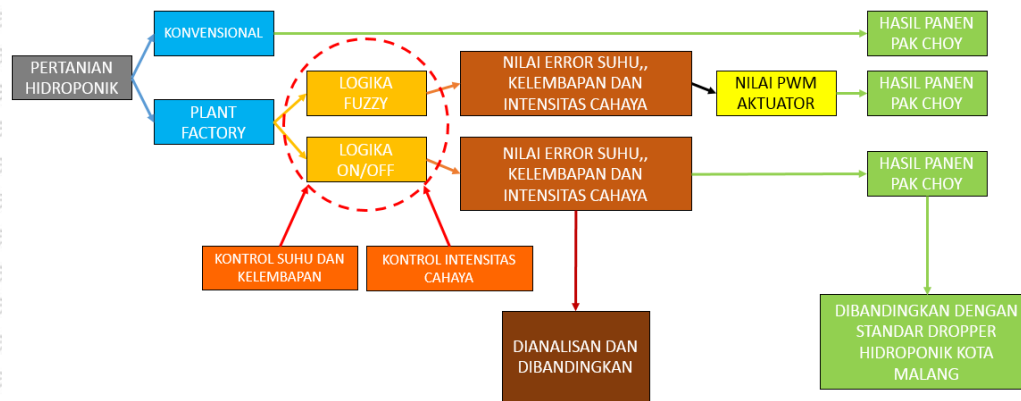 KONVENSIONAL
HASIL PANEN
PAK CHOY
PERTANIAN
HIDROPONIK
LOGIKA
FUZZY
NILAI ERROR SUHU,,
KELEMBAPAN DAN
INTENSITAS CAHAYA
NILAI PWM
AKTUATOR
HASIL PANEN
PAK CHOY
PLANT
FACTORY
LOGIKA
ON/OFF
NILAI ERROR SUHU,,
KELEMBAPAN DAN
INTENSITAS CAHAYA
HASIL PANEN
PAK CHOY
KONTROL SUHU DAN
KELEMBAPAN
KONTROL INTENSITAS
CAHAYA
DIANALISAN DAN
DIBANDINGKAN
DIBANDINGKAN DENGAN
STANDAR DROPPER
HIDROPONIK KOTA
MALANG